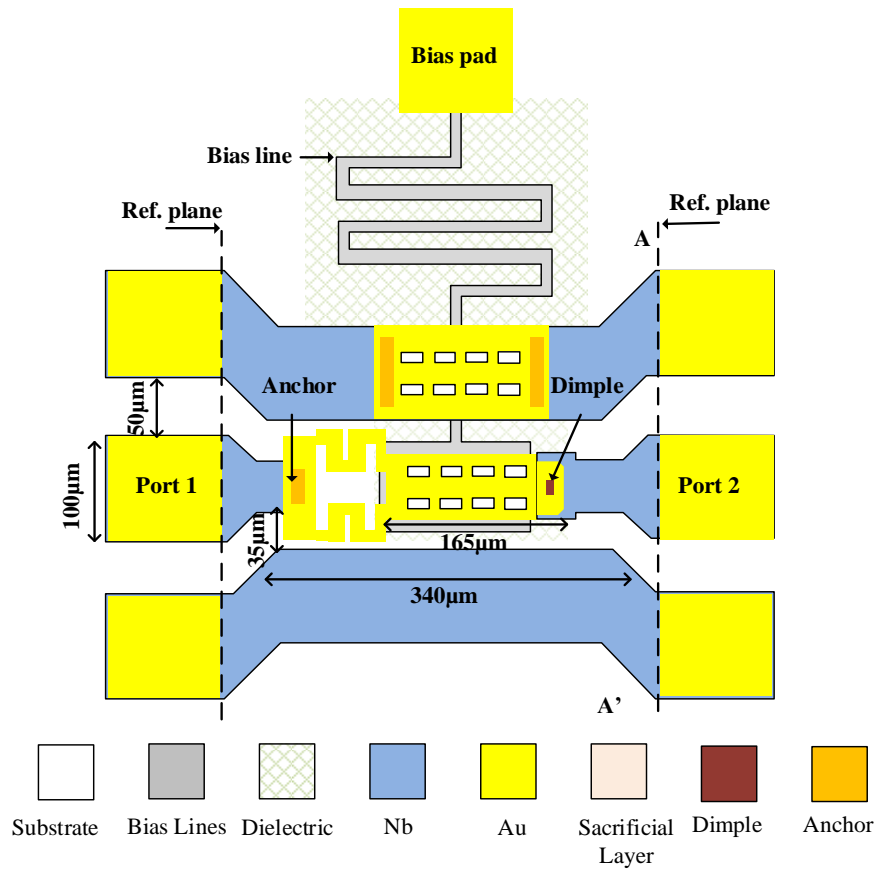 Bias pad
Bias line
Ref. plane
Ref. plane
A
Anchor
Dimple
50μm
100μm
Port 1
Port 2
35μm
165μm
340μm
A’
Substrate
Bias Lines
Dielectric
Nb
Au
Sacrificial
Layer
Dimple
Anchor